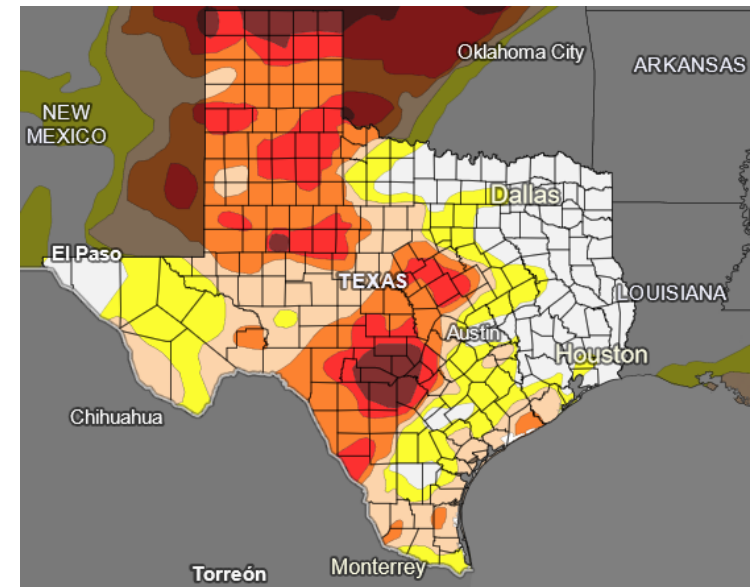 Oklahoma City
ARKANSAS
NEW
MEXICO
Dallas
El Paso
TEXAS
LOUISIANA
Austin
Houston
Chihuahua
Monterrey
Torreón